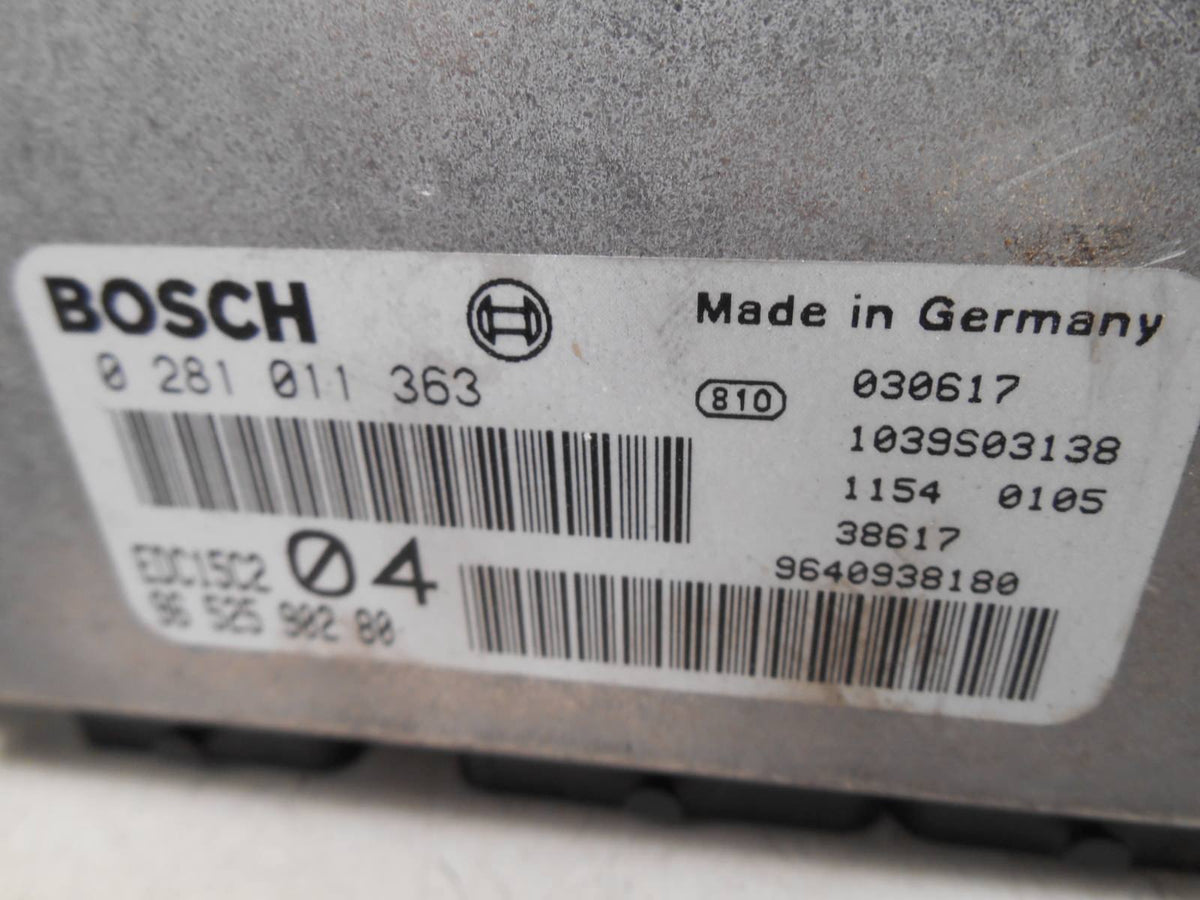 BOSCH
Made in Germany
0 281 011 363
810
030617
1039S03138
1154 0105
38617
9640938180
EDC15C2 04
96 525 902 80